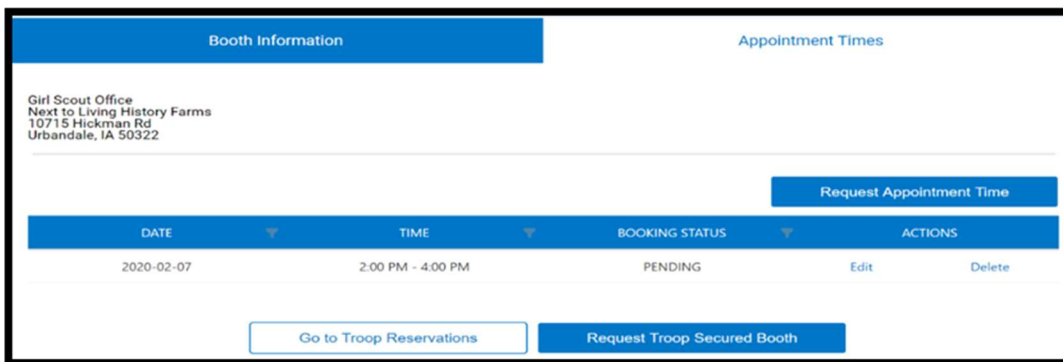 Booth Information
Appointment Times
Girl Scout Office
Next to Living History Farms
10715 Hickman Rd
Urbandale, IA 50322
Request Appointment Time
DATE TIME BOOKING STATUS ACTIONS
2020-02-07 2:00 PM - 4:00 PM PENDING Edit Delete
Go to Troop Reservations
Request Troop Secured Booth